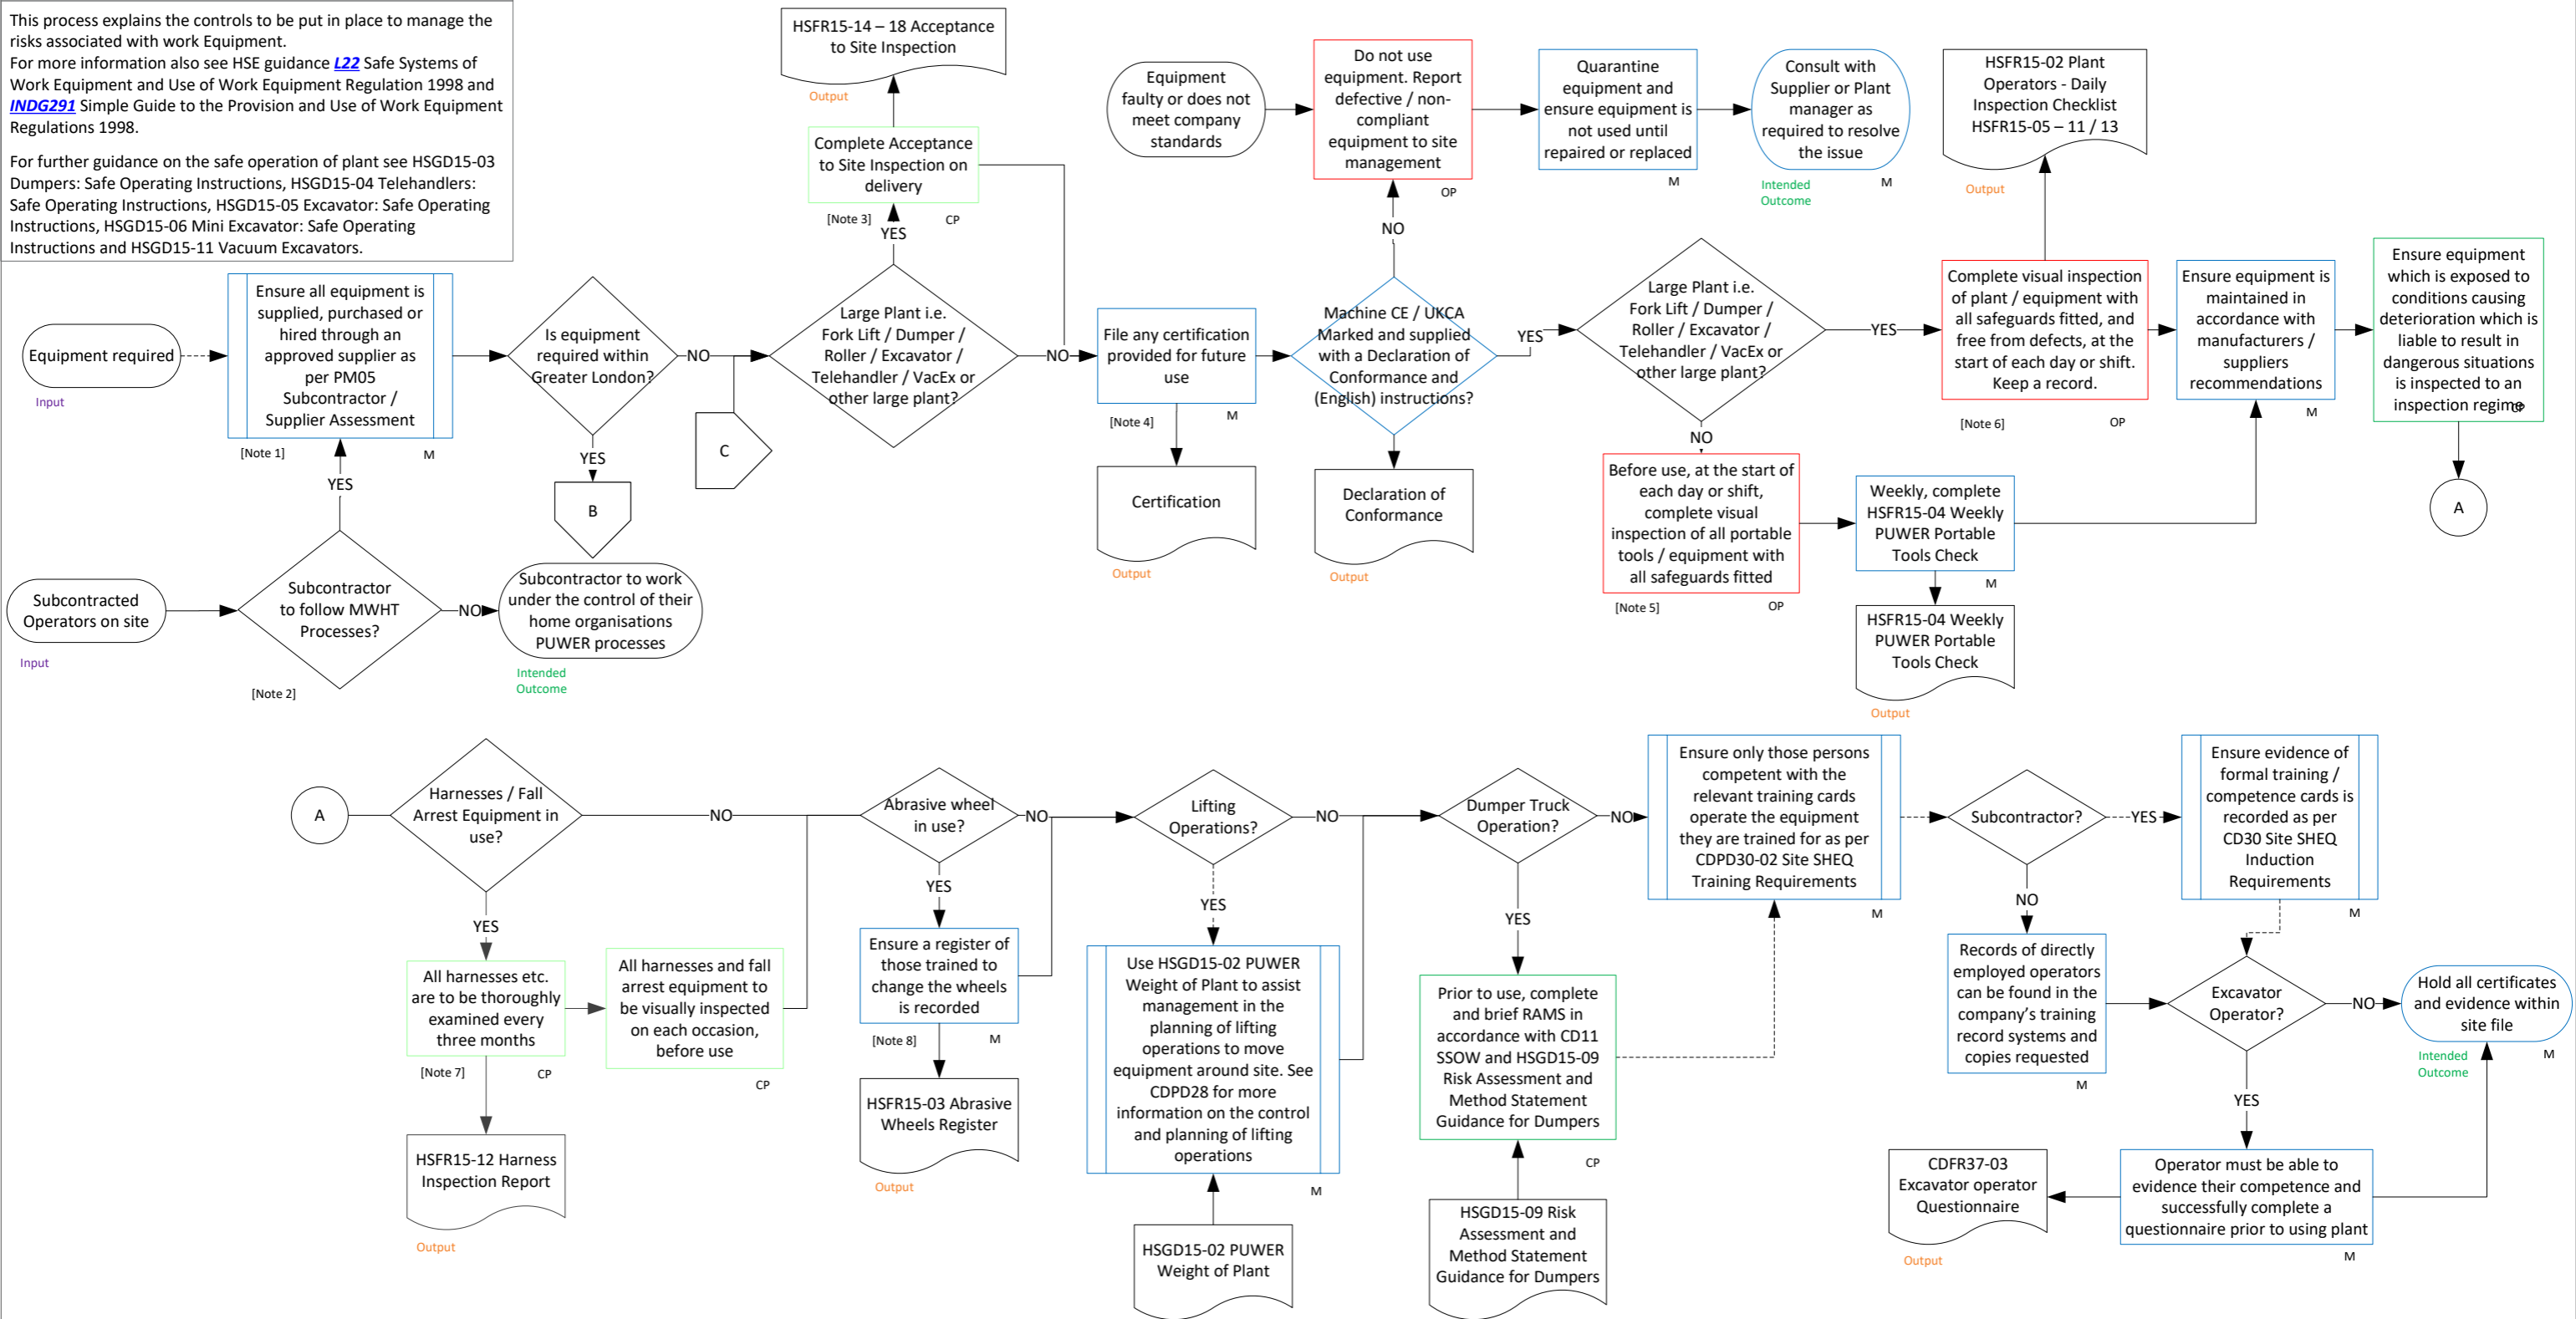 This process explains the controls to be put in place to manage the
risks associated with work Equipment.
For more information also see HSE guidance L22 Safe Systems of
Work Equipment and Use of Work Equipment Regulation 1998 and
INDG291 Simple Guide to the Provision and Use of Work Equipment
Regulations 1998.
For further guidance on the safe operation of plant see HSGD15-03
Dumpers: Safe Operating Instructions, HSGD15-04 Telehandlers:
Safe Operating Instructions, HSGD15-05 Excavator: Safe Operating
Instructions, HSGD15-06 Mini Excavator: Safe Operating
Instructions and HSGD15-11 Vacuum Excavators.
HSFR15-14 – 18 Acceptance
to Site Inspection
Output
Complete Acceptance
to Site Inspection on
delivery
[Note 3]
CP
YES
Equipment
faulty or does not
meet company
standards
Do not use
equipment. Report
defective / non-
compliant
equipment to site
management
OP
NO
Quarantine
equipment and
ensure equipment is
not used until
repaired or replaced
M
Consult with
Supplier or Plant
manager as
required to resolve
the issue
Intended
Outcome
M
HSFR15-02 Plant
Operators - Daily
Inspection Checklist
HSFR15-05 – 11 / 13
Output
Equipment required
Input
Ensure all equipment is
supplied, purchased or
hired through an
approved supplier as
per PM05
Subcontractor /
Supplier Assessment
[Note 1]
M
YES
Is equipment
required within
Greater London?
NO
YES
B
C
Large Plant i.e.
Fork Lift / Dumper /
Roller / Excavator /
Telehandler / VacEx or
other large plant?
NO
File any certification
provided for future
use
[Note 4]
M
Certification
Output
Machine CE / UKCA
Marked and supplied
with a Declaration of
Conformance and
(English) instructions?
YES
Declaration of
Conformance
Output
Large Plant i.e.
Fork Lift / Dumper /
Roller / Excavator /
Telehandler / VacEx or
other large plant?
YES
NO
Complete visual inspection
of plant / equipment with
all safeguards fitted, and
free from defects, at the
start of each day or shift.
Keep a record.
[Note 6]
OP
Ensure equipment is
maintained in
accordance with
manufacturers /
suppliers
recommendations
M
Ensure equipment
which is exposed to
conditions causing
deterioration which is
liable to result in
dangerous situations
is inspected to an
inspection regime
CP
A
Before use, at the start of
each day or shift,
complete visual
inspection of all portable
tools / equipment with
all safeguards fitted
[Note 5]
OP
Weekly, complete
HSFR15-04 Weekly
PUWER Portable
Tools Check
M
HSFR15-04 Weekly
PUWER Portable
Tools Check
Output
Subcontracted
Operators on site
Input
Subcontractor
to follow MWHT
Processes?
[Note 2]
NO
Subcontractor to work
under the control of their
home organisations
PUWER processes
Intended
Outcome
A
Harnesses / Fall
Arrest Equipment in
use?
NO
YES
All harnesses etc.
are to be thoroughly
examined every
three months
[Note 7]
CP
HSFR15-12 Harness
Inspection Report
Output
All harnesses and fall
arrest equipment to
be visually inspected
on each occasion,
before use
CP
Abrasive wheel
in use?
NO
YES
Ensure a register of
those trained to
change the wheels
is recorded
[Note 8]
M
HSFR15-03 Abrasive
Wheels Register
Output
Lifting
Operations?
NO
YES
Use HSGD15-02 PUWER
Weight of Plant to assist
management in the
planning of lifting
operations to move
equipment around site. See
CDPD28 for more
information on the control
and planning of lifting
operations
M
HSGD15-02 PUWER
Weight of Plant
Dumper Truck
Operation?
NO
YES
Prior to use, complete
and brief RAMS in
accordance with CD11
SSOW and HSGD15-09
Risk Assessment and
Method Statement
Guidance for Dumpers
CP
HSGD15-09 Risk
Assessment and
Method Statement
Guidance for Dumpers
Ensure only those persons
competent with the
relevant training cards
operate the equipment
they are trained for as per
CDPD30-02 Site SHEQ
Training Requirements
M
Subcontractor?
YES
NO
Ensure evidence of
formal training /
competence cards is
recorded as per
CD30 Site SHEQ
Induction
Requirements
M
Records of directly
employed operators
can be found in the
company's training
record systems and
copies requested
M
Excavator
Operator?
NO
YES
Hold all certificates
and evidence within
site file
Intended
Outcome
M
Operator must be able to
evidence their competence and
successfully complete a
questionnaire prior to using plant
M
CDFR37-03
Excavator operator
Questionnaire
Output